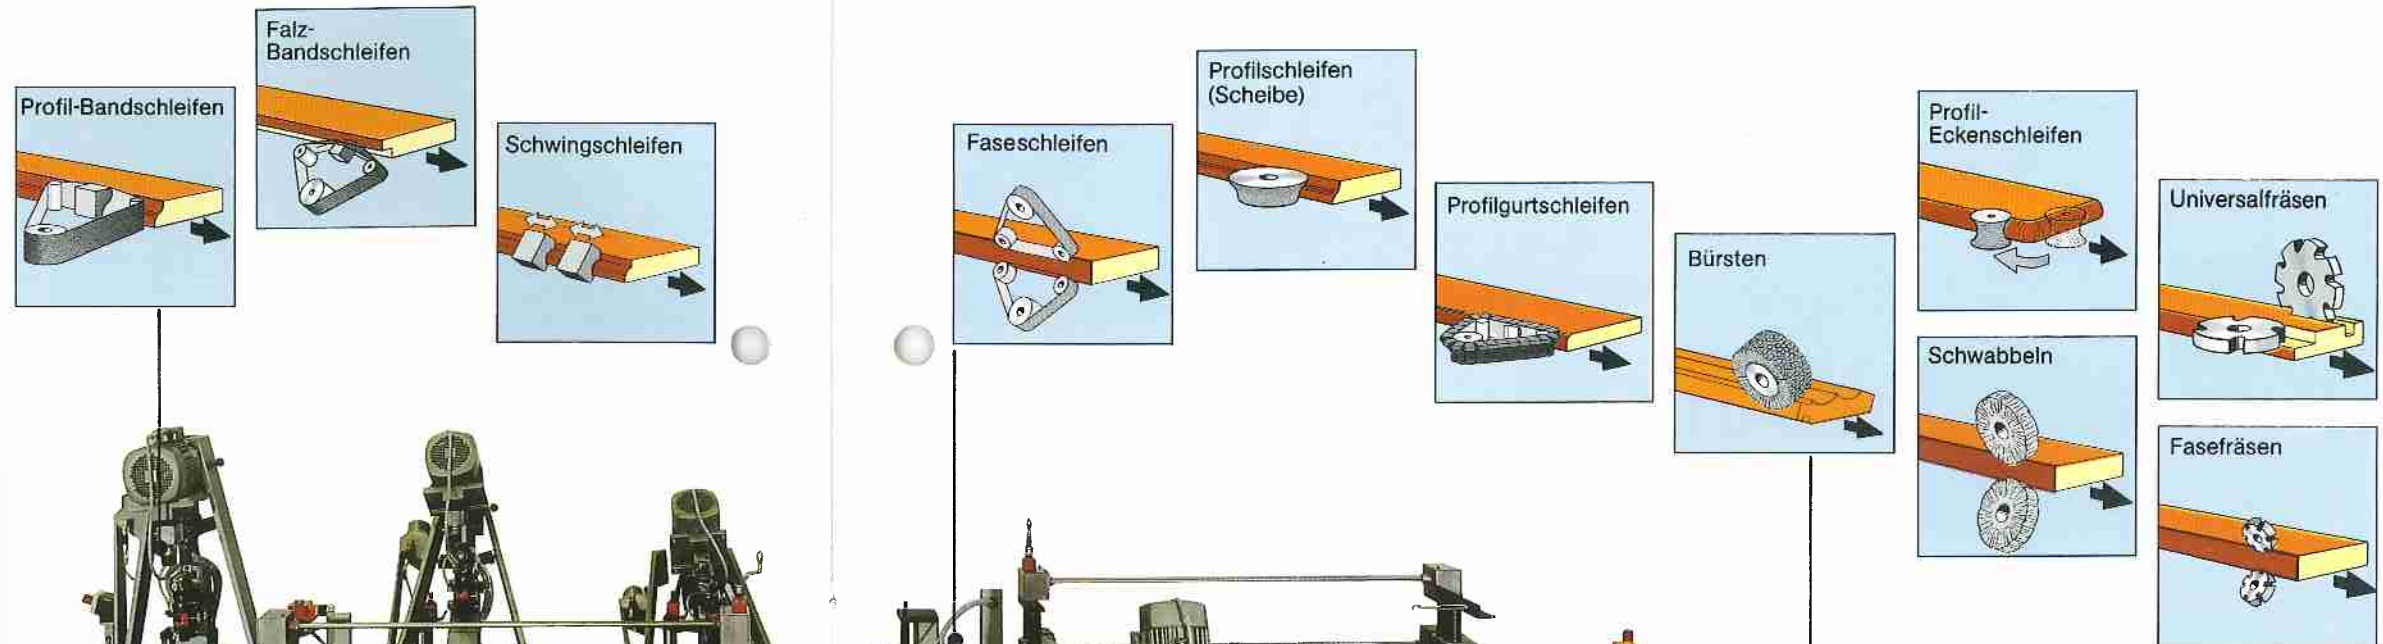 Profil-Bandschleifen
Falz-
Bandschleifen
Schwingschleifen
Faseschleifen
Profilschleifen
(Scheibe)
Profilgurtschleifen
Bürsten
Profil-
Eckenschleifen
Schwabbeln
Universalfräsen
Fasefräsen